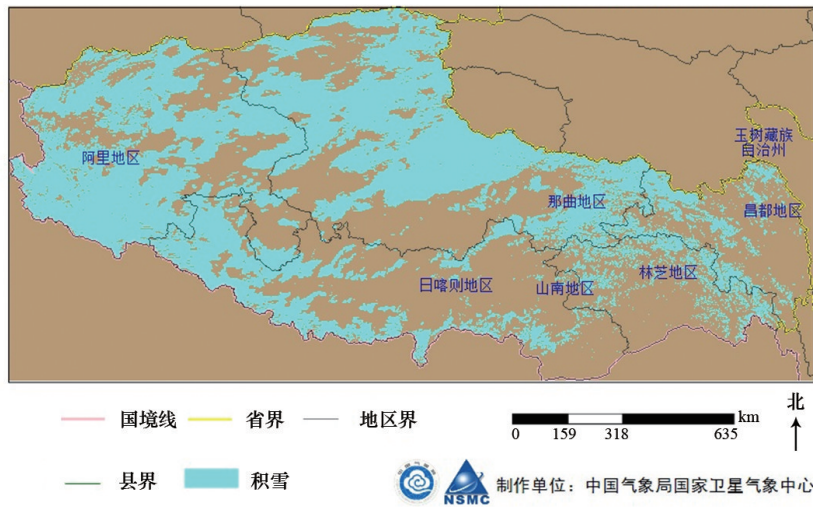 玉树藏族
自治州
阿里地区
那曲地区
昌都地区
日喀则地区
山南地区
林芝地区
国境线
省界
地区界
km
北
0
159
318
635
县界
积雪
NSMC
制作单位：中国气象局国家卫星气象中心